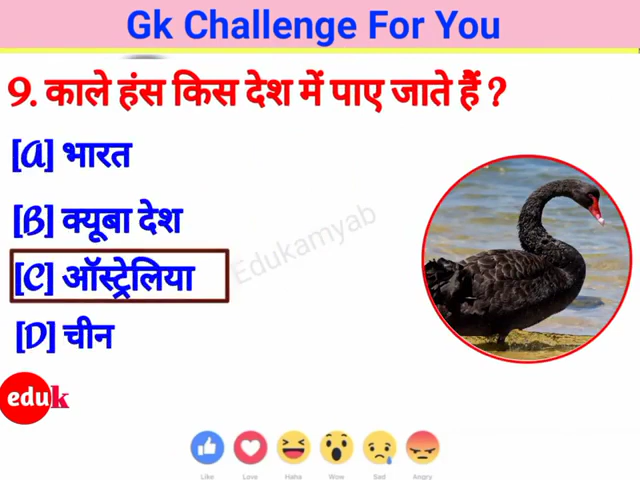 Gk Challenge For You
9. काले हंस किस देश में पाए जाते हैं ?
[A] भारत
[B] क्यूबा देश
[C] ऑस्ट्रेलिया
[D] चीन
Edukamyab
eduk
Like Love Haha Wow Sad Angry